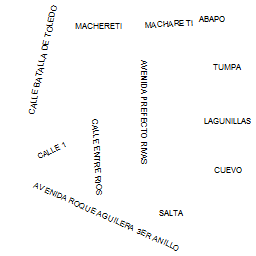 ABAPO
MACHERETI
MACHARETI
CALLE BATALLA DE TOLEDO
TUMPA
AVENIDA PREFECTO RIVAS
LAGUNILLAS
CALLE ENTRE RIOS
CALLE 1
CUEVO
AVENIDA ROQUE AGUILERA 3ER ANILLO
SALTA